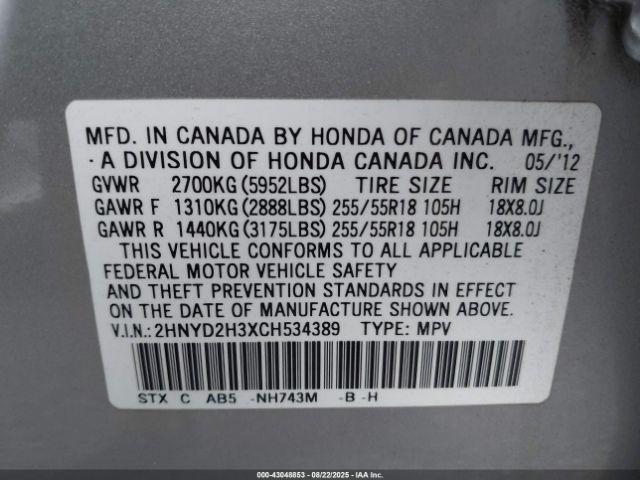 MFD. IN CANADA BY HONDA OF CANADA MFG.,
A DIVISION OF HONDA CANADA INC. 05/'12
GVWR 2700KG (5952LBS) TIRE SIZE RIM SIZE
GAWR F 1310KG (2888LBS) 255/55R18 105H 18X8.0J
GAWR R 1440KG (3175LBS) 255/55R18 105H 18X8.0J
THIS VEHICLE CONFORMS TO ALL APPLICABLE
FEDERAL MOTOR VEHICLE SAFETY
AND THEFT PREVENTION STANDARDS IN EFFECT
ON THE DATE OF MANUFACTURE SHOWN ABOVE.
V.I.N.: 2HNYD2H3XCH534389 TYPE: MPV
STX C AB5 -NH743M -B -H
000-43048853 - 08/22/2025 - IAA Inc.